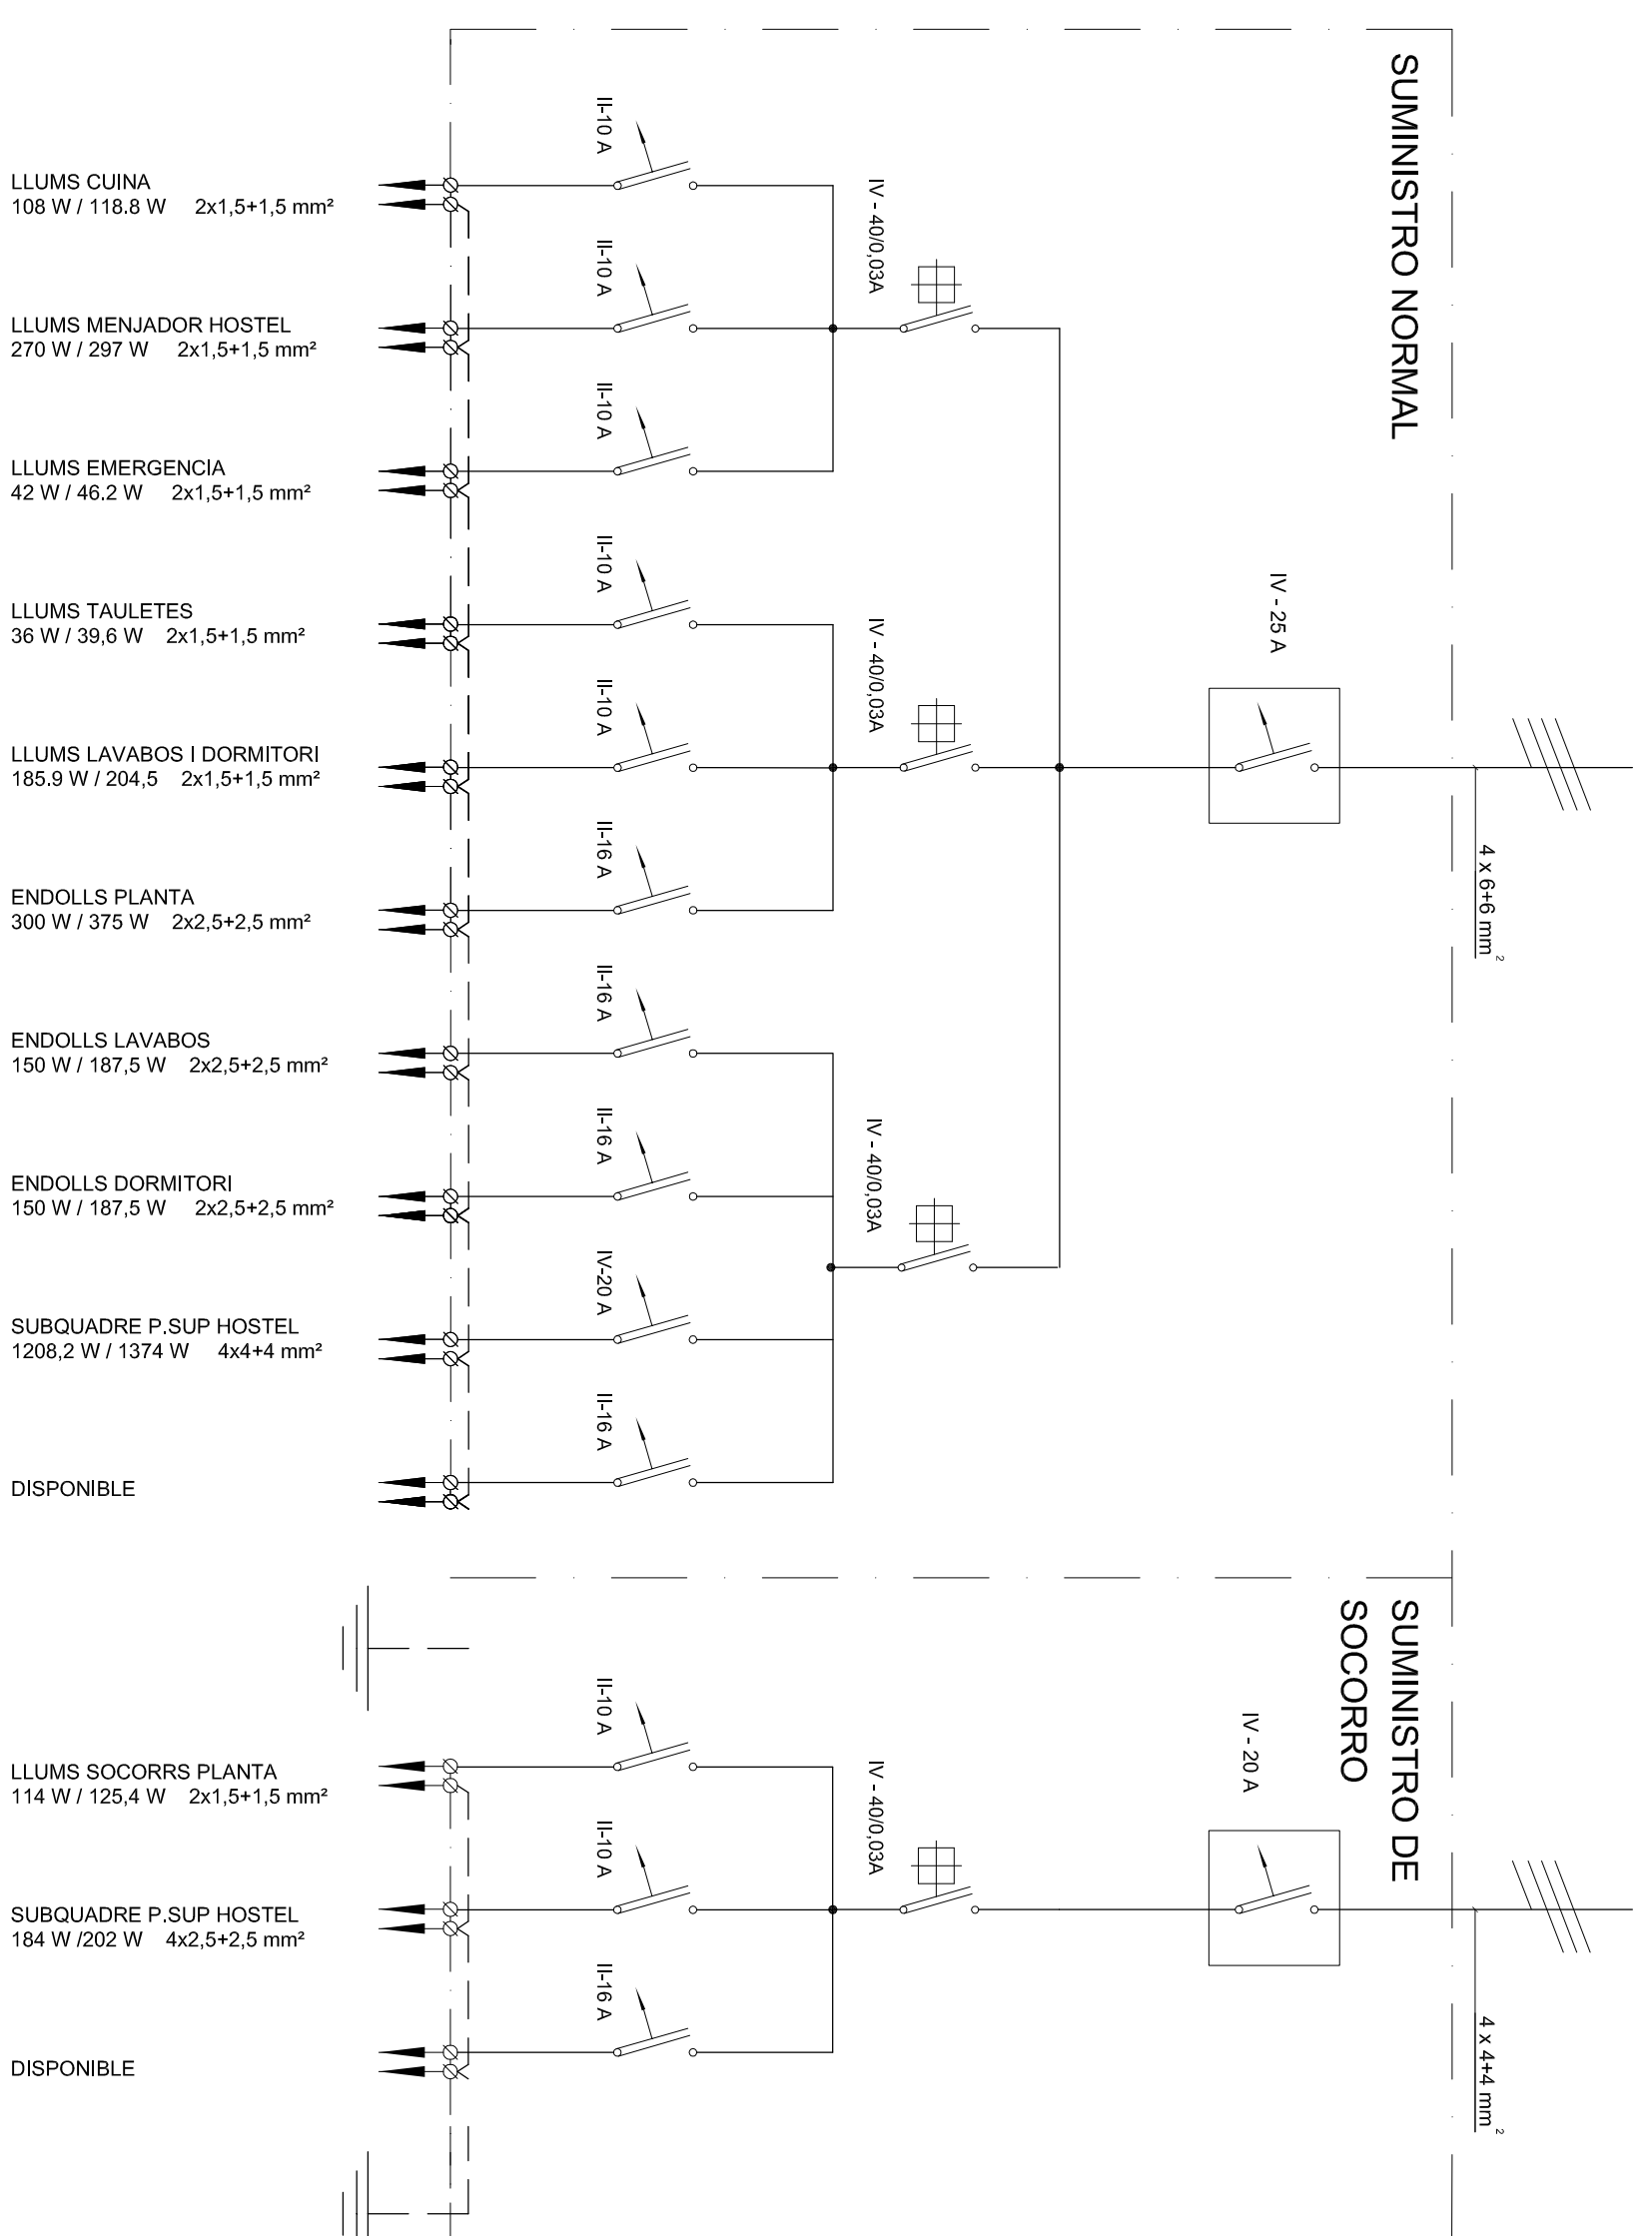 SUMINISTRO NORMAL
IV - 25 A
4 x 6+6 mm²
IV - 40/0,03A
IV - 40/0,03A
IV - 40/0,03A
II-10 A
LLUMS CUINA
108 W / 118.8 W 2x1,5+1,5 mm²
II-10 A
LLUMS MENJADOR HOSTEL
270 W / 297 W 2x1,5+1,5 mm²
II-10 A
LLUMS EMERGENCIA
42 W / 46.2 W 2x1,5+1,5 mm²
II-10 A
LLUMS TAULETES
36 W / 39,6 W 2x1,5+1,5 mm²
II-10 A
LLUMS LAVABOS I DORMITORI
185.9 W / 204,5 2x1,5+1,5 mm²
II-16 A
ENDOLLS PLANTA
300 W / 375 W 2x2,5+2,5 mm²
II-16 A
ENDOLLS LAVABOS
150 W / 187,5 W 2x2,5+2,5 mm²
II-16 A
ENDOLLS DORMITORI
150 W / 187,5 W 2x2,5+2,5 mm²
IV-20 A
SUBQUADRE P.SUP HOSTEL
1208,2 W / 1374 W 4x4+4 mm²
II-16 A
DISPONIBLE
SUMINISTRO DE
SOCORRO
IV - 20 A
4 x 4+4 mm²
IV - 40/0,03A
II-10 A
LLUMS SOCORRS PLANTA
114 W / 125,4 W 2x1,5+1,5 mm²
II-10 A
SUBQUADRE P.SUP HOSTEL
184 W /202 W 4x2,5+2,5 mm²
II-16 A
DISPONIBLE